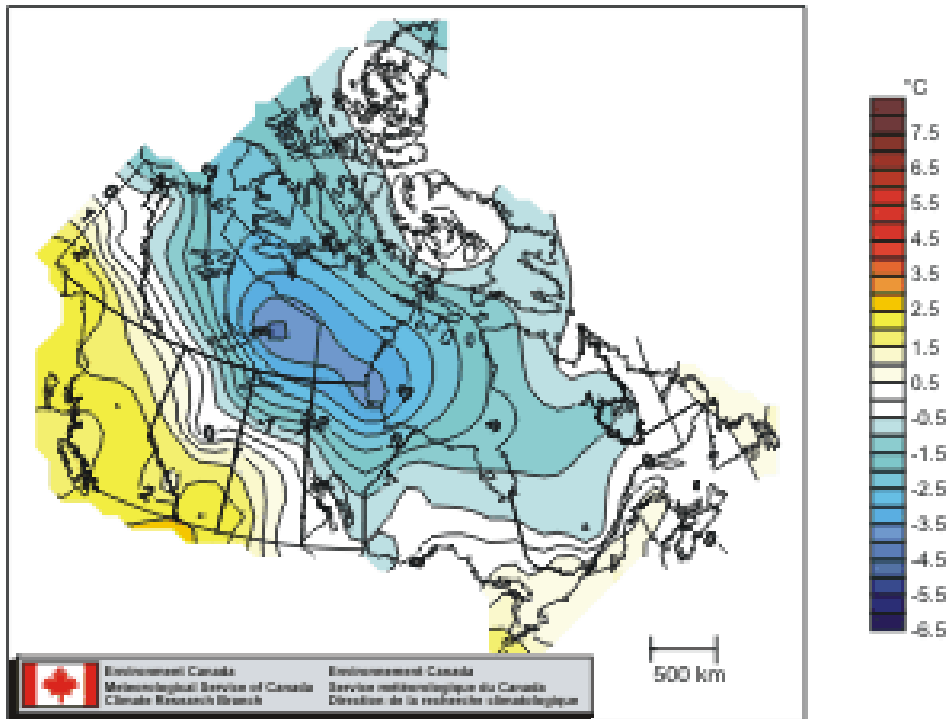 °C
7.5
6.5
5.5
4.5
3.5
2.5
1.5
0.5
-0.5
-1.5
-2.5
-3.5
-4.5
-5.5
-6.5
500 km
Environment Canada
Meteorological Service of Canada
Climate Research Branch
Environnement Canada
Service météorologique du Canada
Direction de la recherche climatologique